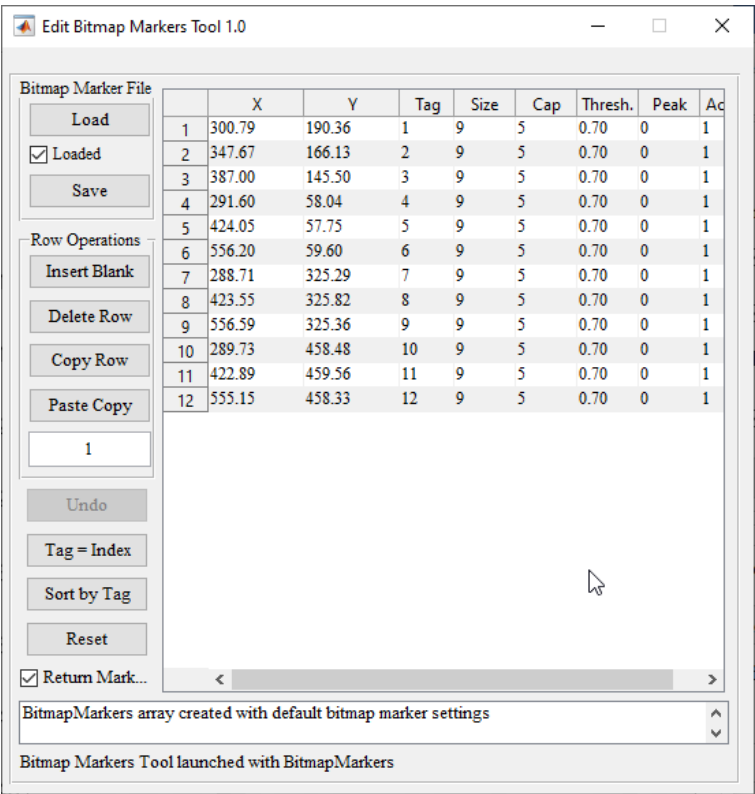 Edit Bitmap Markers Tool 1.0
Bitmap Marker File
Load
Loaded
Save
Row Operations
Insert Blank
Delete Row
Copy Row
Paste Copy
1
Undo
Tag = Index
Sort by Tag
Reset
Return Mark...
X Y Tag Size Cap Thresh. Peak Ac
1 300.79 190.36 1 9 5 0.70 0 1
2 347.67 166.13 2 9 5 0.70 0 1
3 387.00 145.50 3 9 5 0.70 0 1
4 291.60 58.04 4 9 5 0.70 0 1
5 424.05 57.75 5 9 5 0.70 0 1
6 556.20 59.60 6 9 5 0.70 0 1
7 288.71 325.29 7 9 5 0.70 0 1
8 423.55 325.82 8 9 5 0.70 0 1
9 556.59 325.36 9 9 5 0.70 0 1
10 289.73 458.48 10 9 5 0.70 0 1
11 422.89 459.56 11 9 5 0.70 0 1
12 555.15 458.33 12 9 5 0.70 0 1
BitmapMarkers array created with default bitmap marker settings
Bitmap Markers Tool launched with BitmapMarkers